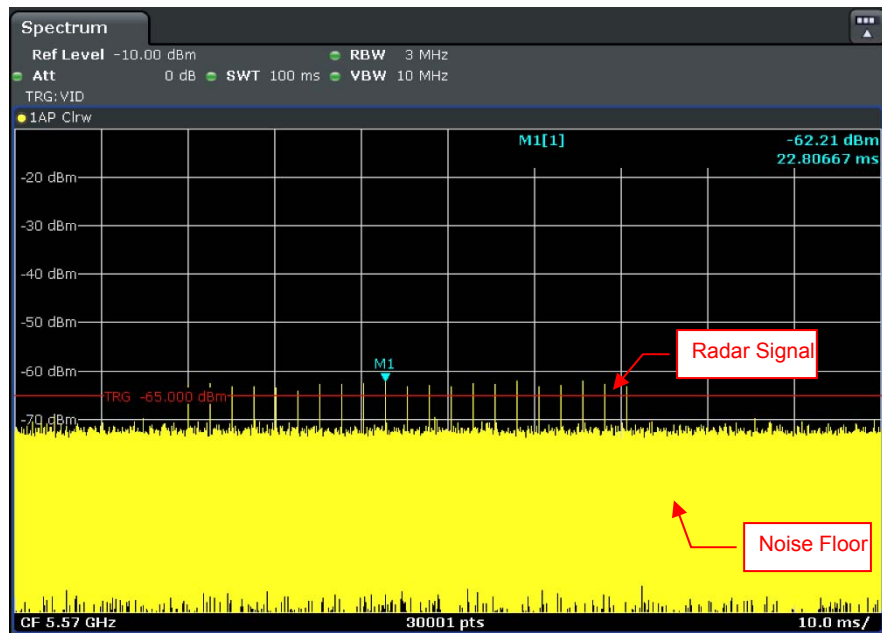 Spectrum
Ref Level -10.00 dBm RBW 3 MHz
Att 0 dB SWT 100 ms VBW 10 MHz
TRG:VID
1AP Clrw
M1[1] -62.21 dBm
22.80667 ms
-20 dBm
-30 dBm
-40 dBm
-50 dBm
Radar Signal
M1
-60 dBm
TRG -65.000 dBm
-70 dBm
Noise Floor
CF 5.57 GHz 30001 pts 10.0 ms/